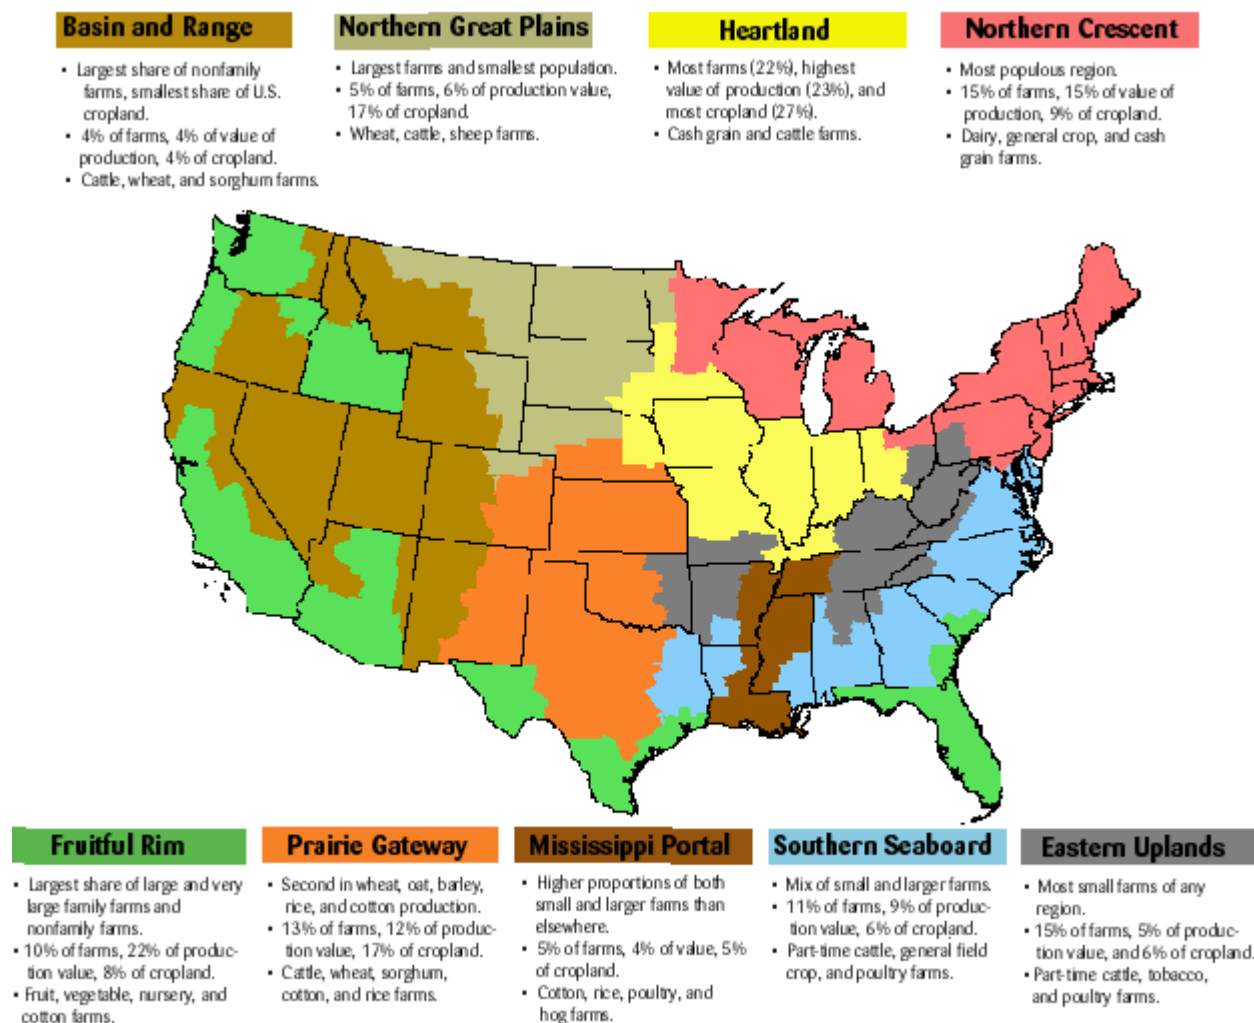 Basin and Range
• Largest share of nonfamily
farms, smallest share of U.S.
cropland.
• 4% of farms, 4% of value of
production, 4% of cropland.
• Cattle, wheat, and sorghum farms.
Northern Great Plains
• Largest farms and smallest population.
• 5% of farms, 6% of production value,
17% of cropland.
• Wheat, cattle, sheep farms.
Heartland
• Most farms (22%), highest
value of production (23%), and
most cropland (27%).
• Cash grain and cattle farms.
Northern Crescent
• Most populous region.
• 15% of farms, 15% of value of
production, 9% of cropland.
• Dairy, general crop, and cash
grain farms.
Fruitful Rim
• Largest share of large and very
large family farms and
nonfamily farms.
• 10% of farms, 22% of produc-
tion value, 8% of cropland.
• Fruit, vegetable, nursery, and
cotton farms.
Prairie Gateway
• Second in wheat, oat, barley,
rice, and cotton production.
• 13% of farms, 12% of produc-
tion value, 17% of cropland.
• Cattle, wheat, sorghum,
cotton, and rice farms.
Mississippi Portal
• Higher proportions of both
small and larger farms than
elsewhere.
• 5% of farms, 4% of value, 5%
of cropland.
• Cotton, rice, poultry, and
hog farms.
Southern Seaboard
• Mix of small and larger farms.
• 11% of farms, 9% of produc-
tion value, 6% of cropland.
• Part-time cattle, general field
crop, and poultry farms.
Eastern Uplands
• Most small farms of any
region.
• 15% of farms, 5% of produc-
tion value, and 6% of cropland.
• Part-time cattle, tobacco,
and poultry farms.